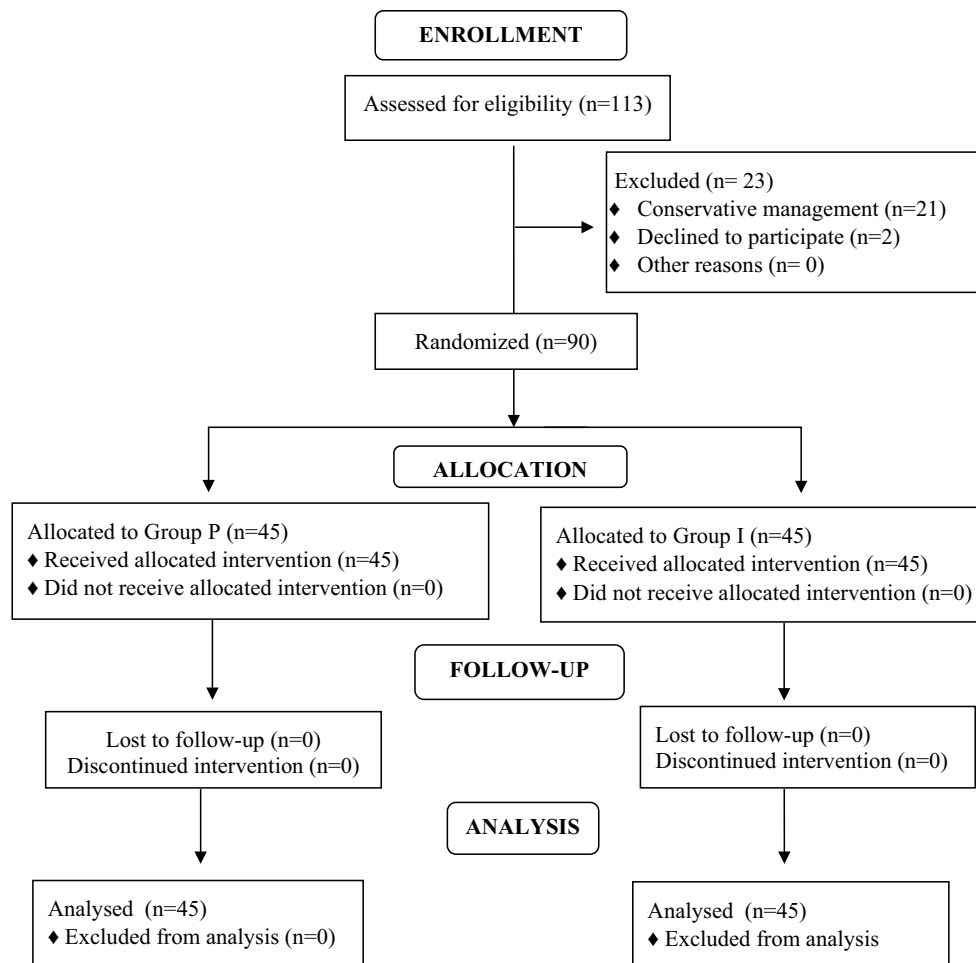 ENROLLMENT
Assessed for eligibility (n=113)
Excluded (n= 23)
♦ Conservative management (n=21)
♦ Declined to participate (n=2)
♦ Other reasons (n= 0)
Randomized (n=90)
ALLOCATION
Allocated to Group P (n=45)
♦ Received allocated intervention (n=45)
♦ Did not receive allocated intervention (n=0)
Allocated to Group I (n=45)
♦ Received allocated intervention (n=45)
♦ Did not receive allocated intervention (n=0)
FOLLOW-UP
Lost to follow-up (n=0)
Discontinued intervention (n=0)
Lost to follow-up (n=0)
Discontinued intervention (n=0)
ANALYSIS
Analysed (n=45)
♦ Excluded from analysis (n=0)
Analysed (n=45)
♦ Excluded from analysis